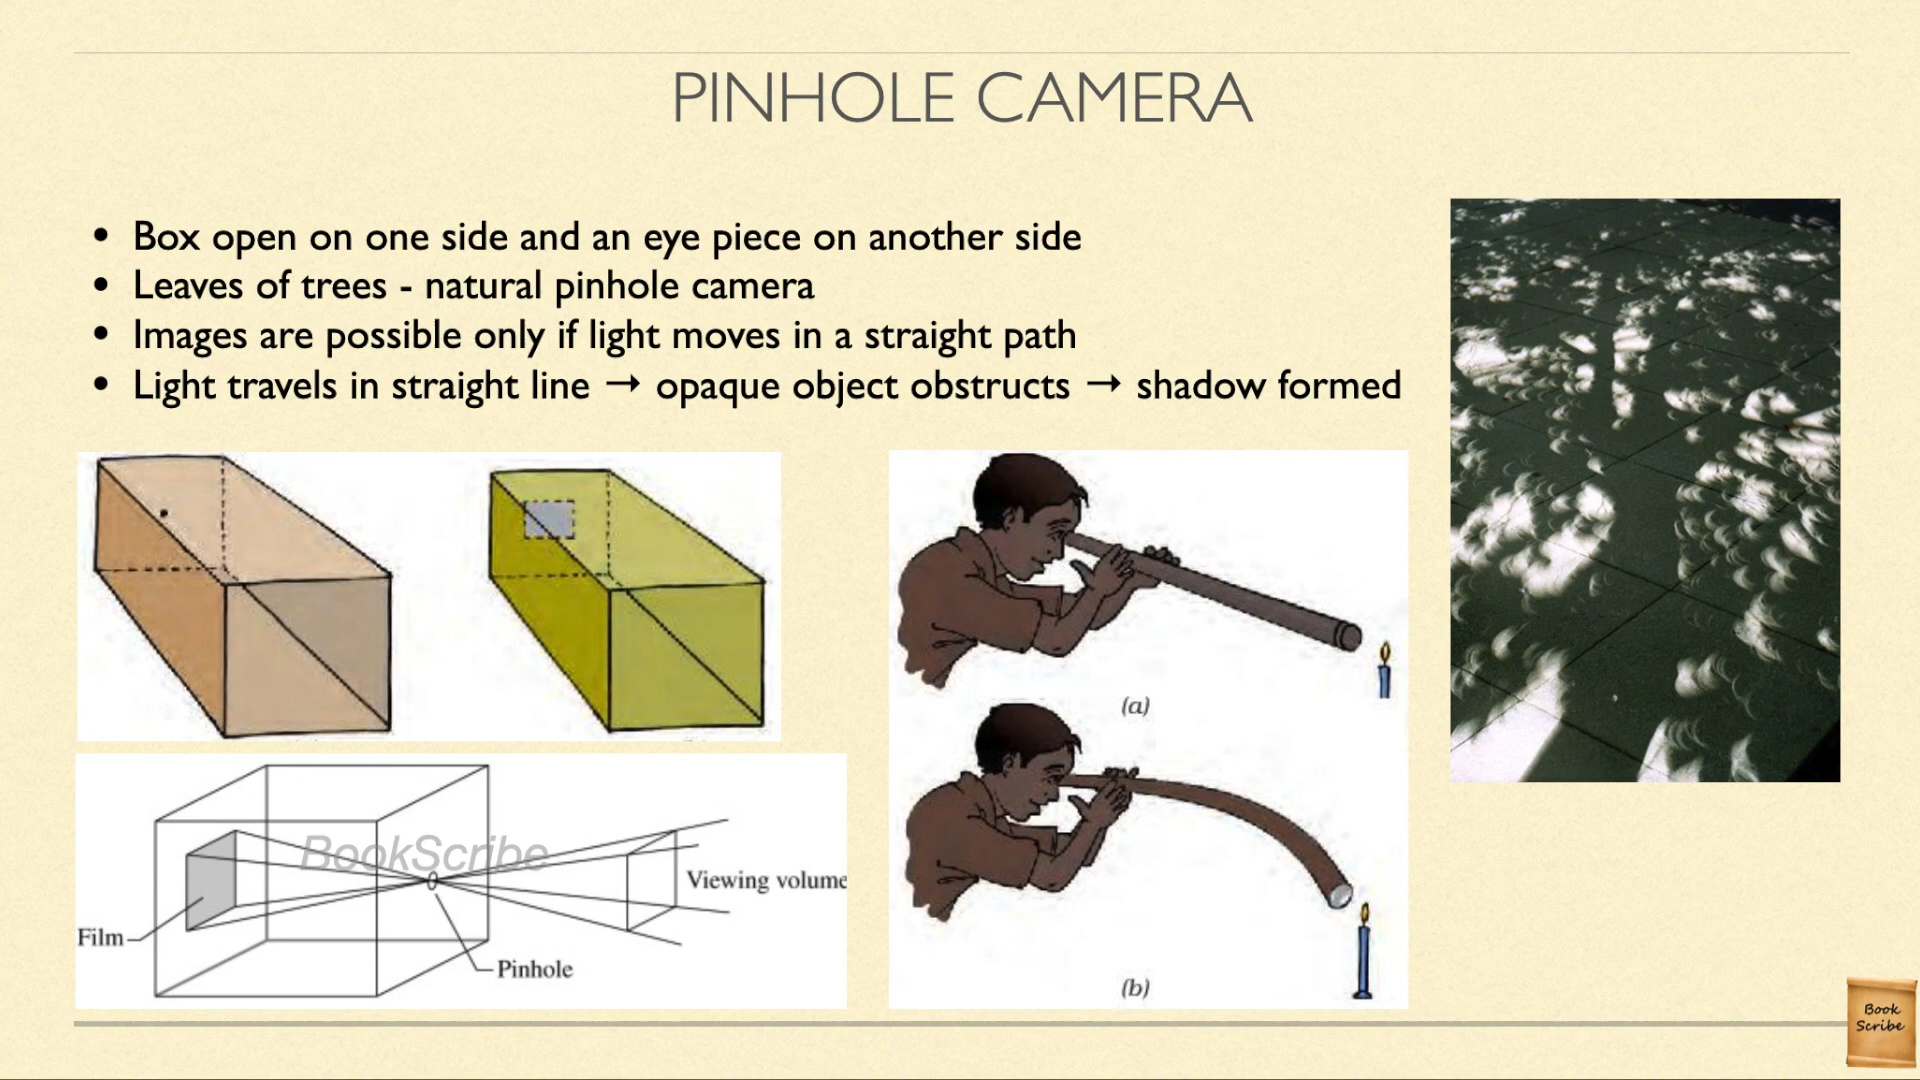 PINHOLE CAMERA
• Box open on one side and an eye piece on another side
• Leaves of trees - natural pinhole camera
• Images are possible only if light moves in a straight path
• Light travels in straight line → opaque object obstructs → shadow formed
(a)
BookScribe
Viewing volume
Film
Pinhole
(b)
Book
Scribe